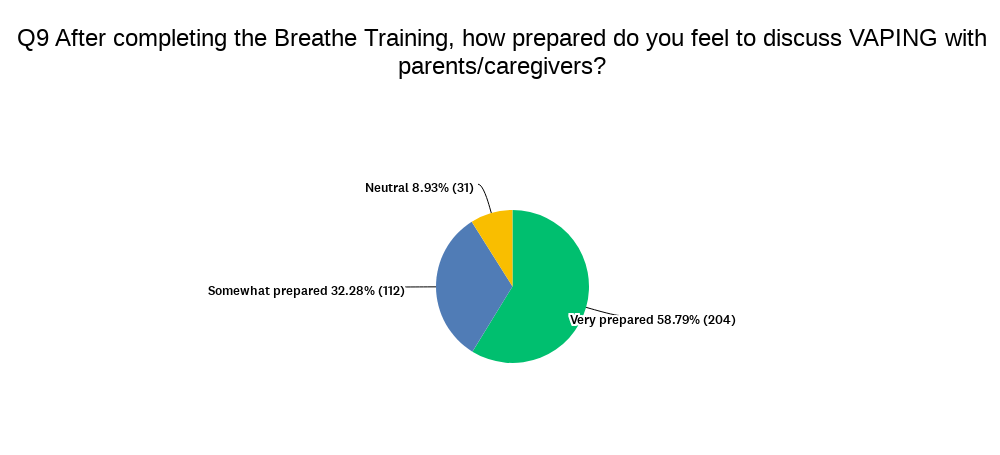 Q9 After completing the Breathe Training, how prepared do you feel to discuss VAPING with
parents/caregivers?
Neutral 8.93% (31)
Somewhat prepared 32.28% (112)
Very prepared 58.79% (204)